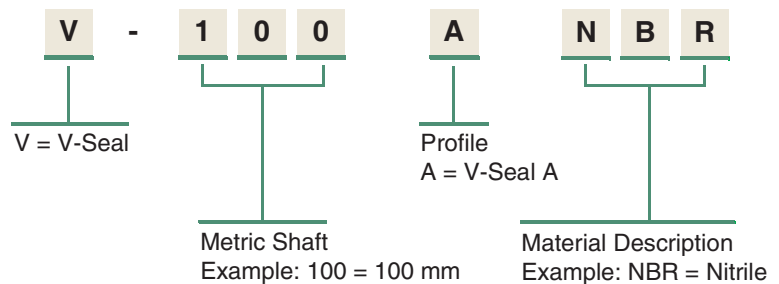 V - 1 0 0 A N B R
V = V-Seal
Profile
A = V-Seal A
Metric Shaft
Example: 100 = 100 mm
Material Description
Example: NBR = Nitrile